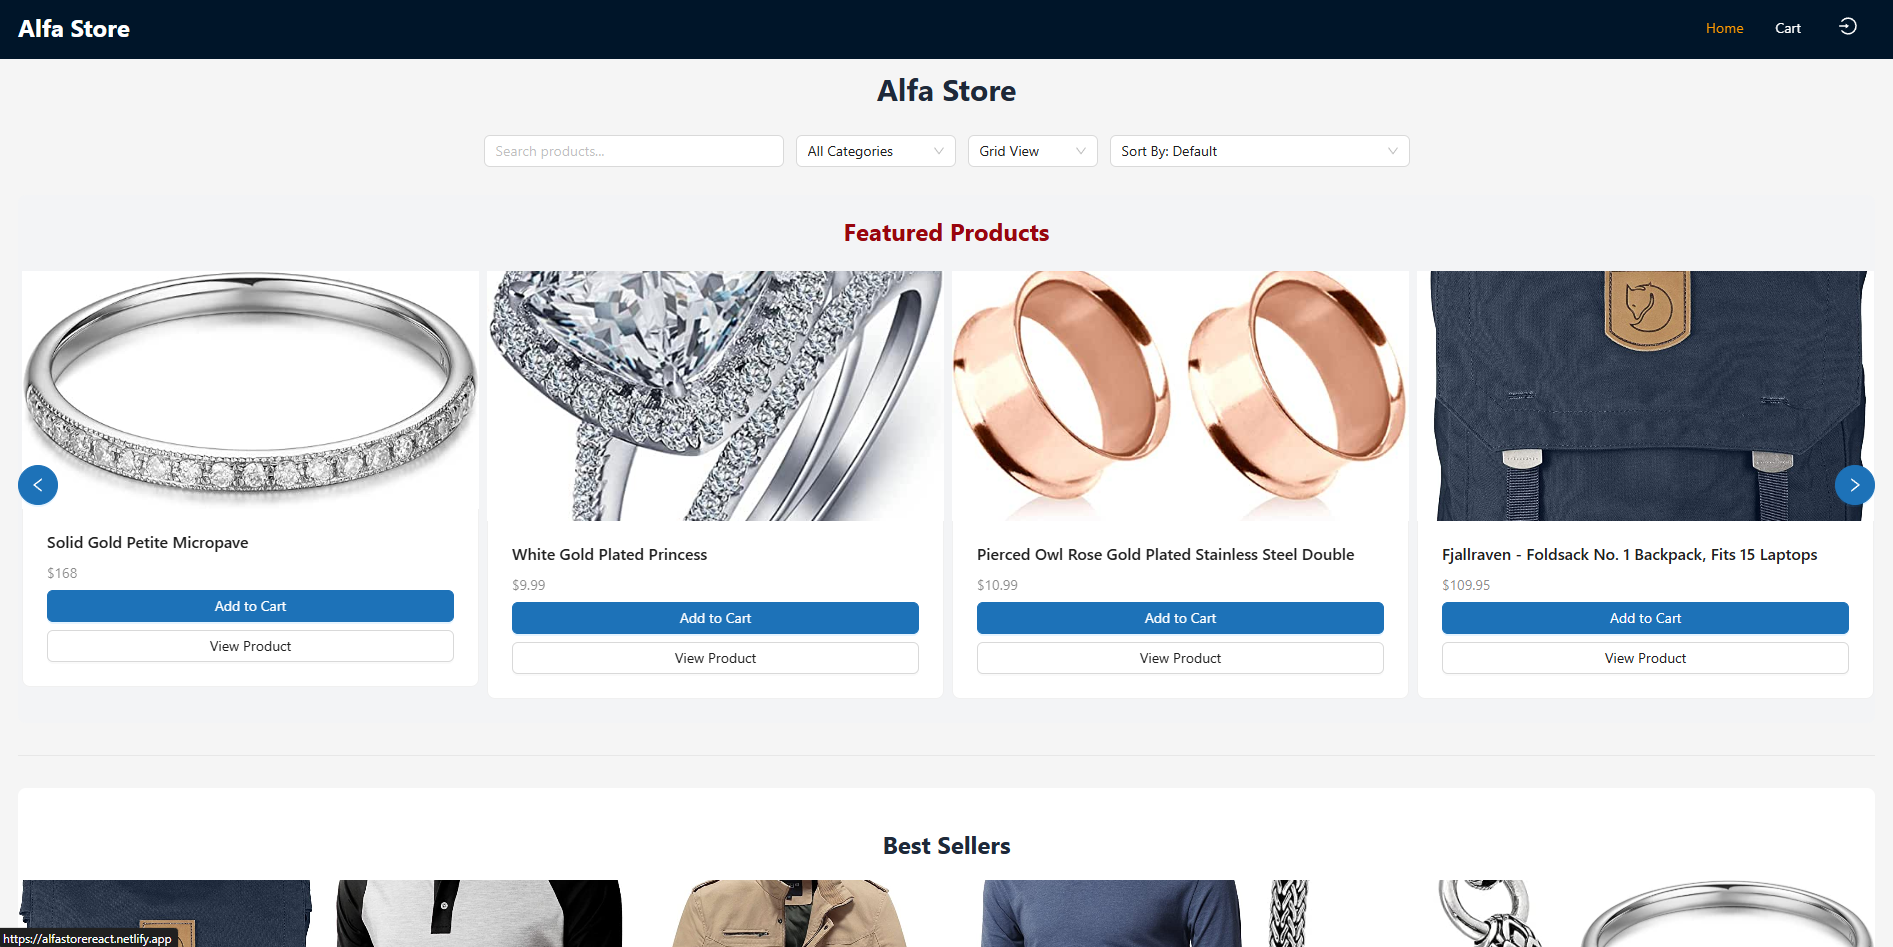 Alfa Store
Home
Cart
Alfa Store
Search products...
All Categories
Grid View
Sort By: Default
Featured Products
Solid Gold Petite Micropave
$168
Add to Cart
View Product
White Gold Plated Princess
$9.99
Add to Cart
View Product
Pierced Owl Rose Gold Plated Stainless Steel Double
$10.99
Add to Cart
View Product
Fjallraven - Foldsack No. 1 Backpack, Fits 15 Laptops
$109.95
Add to Cart
View Product
Best Sellers
https://alfastorereact.netlify.app